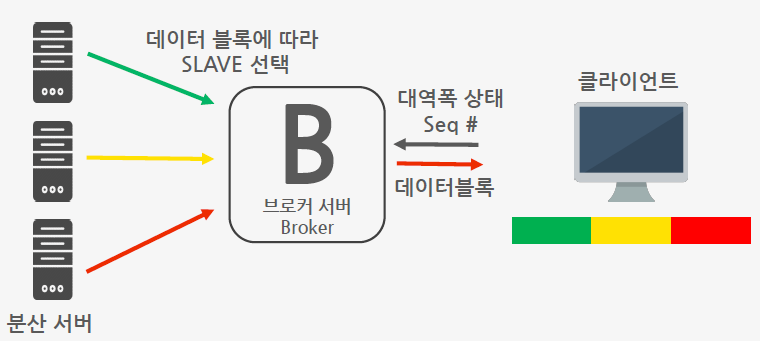 데이터 블록에 따라
SLAVE 선택
B
브로커 서버
Broker
대역폭 상태
Seq #
데이터블록
클라이언트
분산 서버